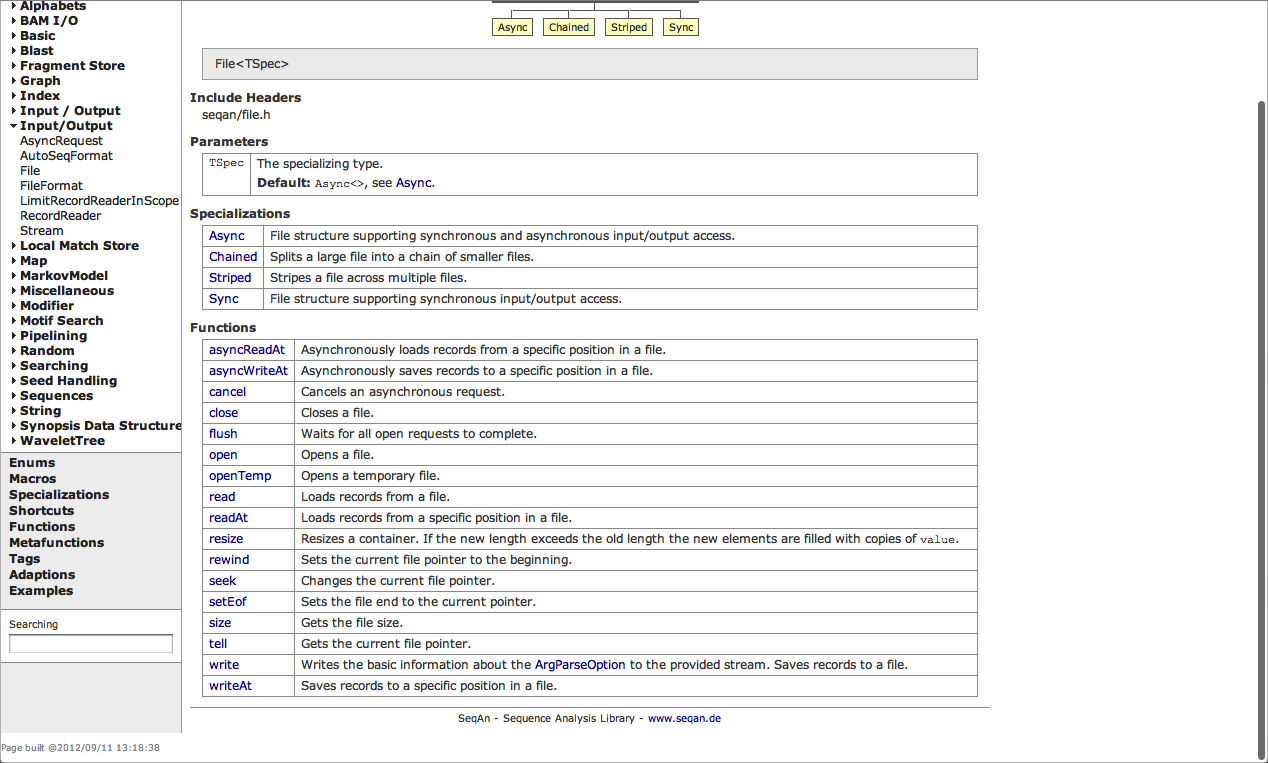 Alphabets
BAM I/O
Basic
Blast
Fragment Store
Graph
Index
Input / Output
Input/Output
AsyncRequest
AutoSeqFormat
File
FileFormat
LimitRecordReaderInScope
RecordReader
Stream
Local Match Store
Map
MarkovModel
Miscellaneous
Modifier
Motif Search
Pipelining
Random
Searching
Seed Handling
Sequences
String
Synopsis Data Structure
WaveletTree
Enums
Macros
Specializations
Shortcuts
Functions
Metafunctions
Tags
Adaptions
Examples
Searching
Page built @2012/09/11 13:18:38
Async Chained Striped Sync
File<TSpec>
Include Headers
seqan/file.h
Parameters
TSpec The specializing type.
Default: Async<>, see Async.
Specializations
Async File structure supporting synchronous and asynchronous input/output access.
Chained Splits a large file into a chain of smaller files.
Striped Stripes a file across multiple files.
Sync File structure supporting synchronous input/output access.
Functions
asyncReadAt Asynchronously loads records from a specific position in a file.
asyncWriteAt Asynchronously saves records to a specific position in a file.
cancel Cancels an asynchronous request.
close Closes a file.
flush Waits for all open requests to complete.
open Opens a file.
openTemp Opens a temporary file.
read Loads records from a file.
readAt Loads records from a specific position in a file.
resize Resizes a container. If the new length exceeds the old length the new elements are filled with copies of value.
rewind Sets the current file pointer to the beginning.
seek Changes the current file pointer.
setEof Sets the file end to the current pointer.
size Gets the file size.
tell Gets the current file pointer.
write Writes the basic information about the ArgParseOption to the provided stream. Saves records to a file.
writeAt Saves records to a specific position in a file.
SeqAn - Sequence Analysis Library - www.seqan.de